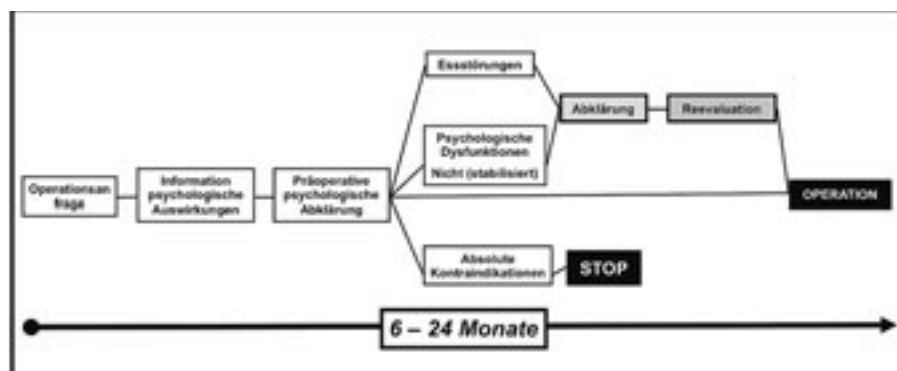 Operationsan
frage
Information
psychologische
Auswirkungen
Präoperative
psychologische
Abklärung
Essstörungen
Psychologische
Dysfunktionen
Nicht (stabilisiert)
Absolute
Kontraindikationen
STOP
Abklärung
Reevaluation
OPERATION
6 – 24 Monate